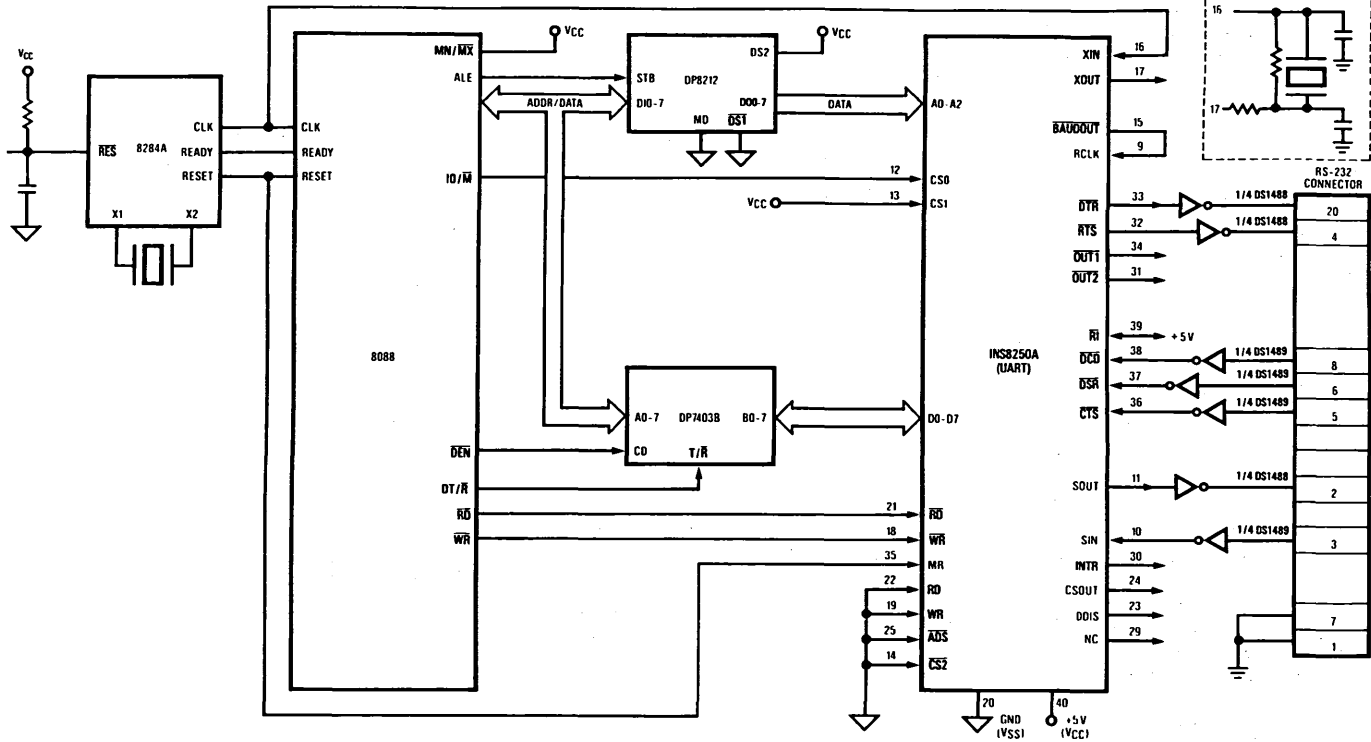 VCC
RES
8284A
CLK
READY
RESET
X1
X2
CLK
READY
RESET
8088
MN/MX
ALE
IO/M
DEN
DT/R
RD
WR
VCC
ADDR/DATA
STB
DP8212
DS2
DI0-7
DO0-7
MD
DS1
VCC
DATA
A0-7
DP7403B
B0-7
CD
T/R
VCC
12
13
21
18
35
22
19
25
14
A0-A2
CS0
CS1
D0-D7
RD
WR
MR
RD
WR
ADS
CS2
INS8250A
(UART)
20
GND
(VSS)
40
+5V
(VCC)
XIN
16
XOUT
17
BAUDOUT
15
RCLK
9
DTR
33
1/4 DS1488
20
RTS
32
1/4 DS1488
4
OUT1
34
OUT2
31
RI
39
+5V
DCD
38
1/4 DS1489
8
DSR
37
1/4 DS1489
6
CTS
36
1/4 DS1489
5
SOUT
11
1/4 DS1488
2
SIN
10
1/4 DS1489
3
INTR
30
CSOUT
24
DDIS
23
NC
29
7
1
16
17
RS-232
CONNECTOR